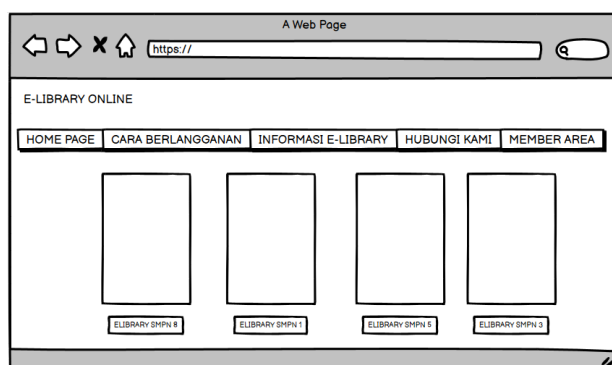 A Web Page
https://
E-LIBRARY ONLINE
HOME PAGE CARA BERLANGGANAN INFORMASI E-LIBRARY HUBUNGI KAMI MEMBER AREA
ELIBRARY SMPN 8 ELIBRARY SMPN 1 ELIBRARY SMPN 5 ELIBRARY SMPN 3